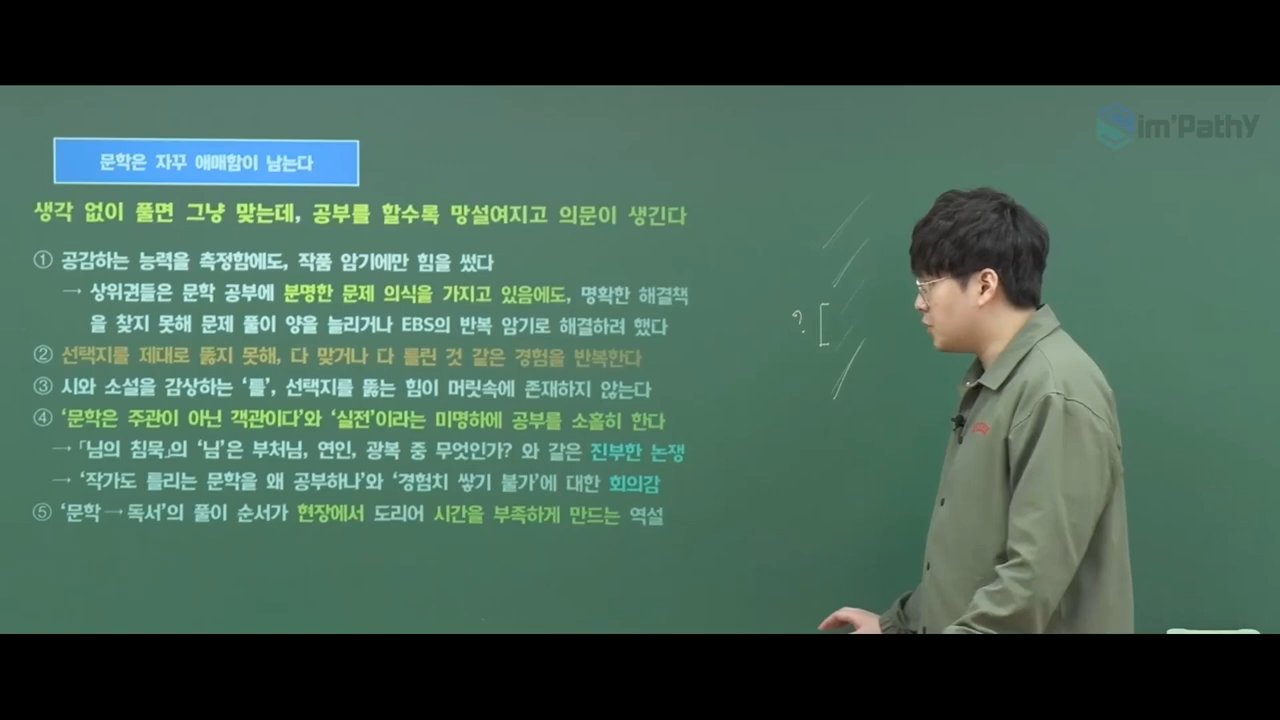 im'PathY
문학은 자꾸 애매함이 남는다
생각 없이 풀면 그냥 맞는데, 공부를 할수록 망설여지고 의문이 생긴다
① 공감하는 능력을 측정함에도, 작품 암기에만 힘을 썼다
→ 상위권들은 문학 공부에 분명한 문제 의식을 가지고 있음에도, 명확한 해결책
을 찾지 못해 문제 풀이 양을 늘리거나 EBS의 반복 암기로 해결하려 했다
② 선택지를 제대로 뚫지 못해, 다 맞거나 다 틀린 것 같은 경험을 반복한다
③ 시와 소설을 감상하는 ‘틀’, 선택지를 뚫는 힘이 머릿속에 존재하지 않는다
④ ‘문학은 주관이 아닌 객관이다’와 ‘실전’이라는 미명하에 공부를 소홀히 한다
→ 「님의 침묵」의 ‘님’은 부처님, 연인, 광복 중 무엇인가? 와 같은 진부한 논쟁
→ ‘작가도 틀리는 문학을 왜 공부하나’와 ‘경험치 쌓기 불가’에 대한 회의감
⑤ ‘문학→독서’의 풀이 순서가 현장에서 도리어 시간을 부족하게 만드는 역설
?